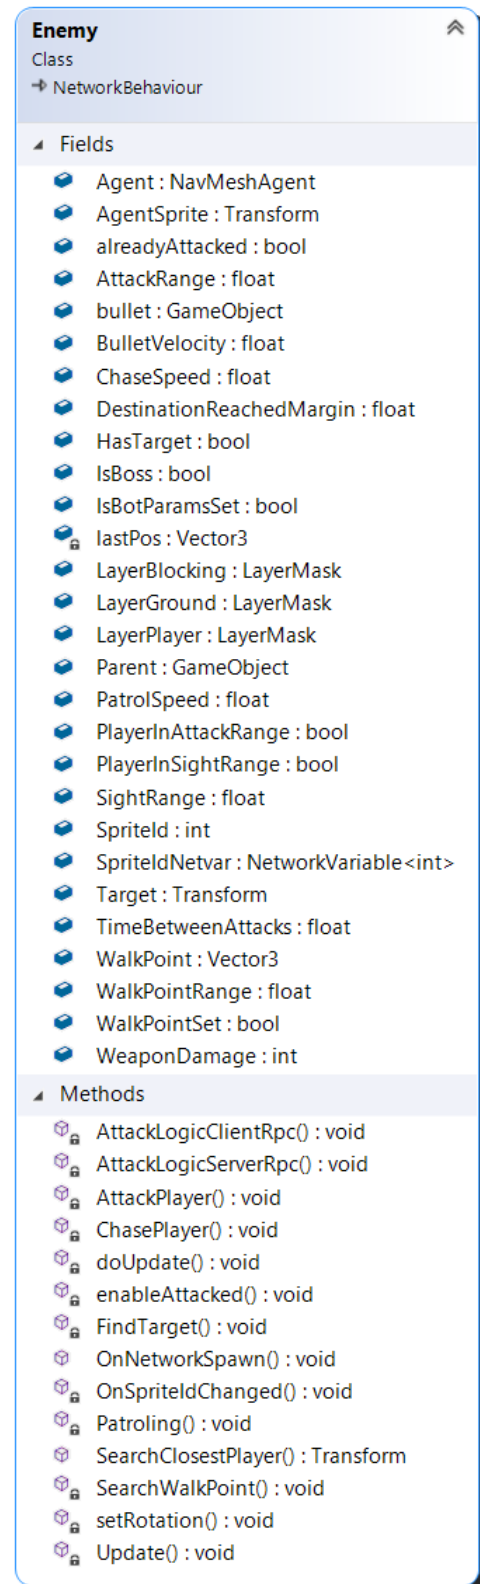 Enemy
Class
NetworkBehaviour
Fields
Agent : NavMeshAgent
AgentSprite : Transform
alreadyAttacked : bool
AttackRange : float
bullet : GameObject
BulletVelocity : float
ChaseSpeed : float
DestinationReachedMargin : float
HasTarget : bool
IsBoss : bool
IsBotParamsSet : bool
lastPos : Vector3
LayerBlocking : LayerMask
LayerGround : LayerMask
LayerPlayer : LayerMask
Parent : GameObject
PatrolSpeed : float
PlayerInAttackRange : bool
PlayerInSightRange : bool
SightRange : float
SpriteId : int
SpriteIdNetvar : NetworkVariable<int>
Target : Transform
TimeBetweenAttacks : float
WalkPoint : Vector3
WalkPointRange : float
WalkPointSet : bool
WeaponDamage : int
Methods
AttackLogicClientRpc() : void
AttackLogicServerRpc() : void
AttackPlayer() : void
ChasePlayer() : void
doUpdate() : void
enableAttacked() : void
FindTarget() : void
OnNetworkSpawn() : void
OnSpriteIdChanged() : void
Patroling() : void
SearchClosestPlayer() : Transform
SearchWalkPoint() : void
setRotation() : void
Update() : void